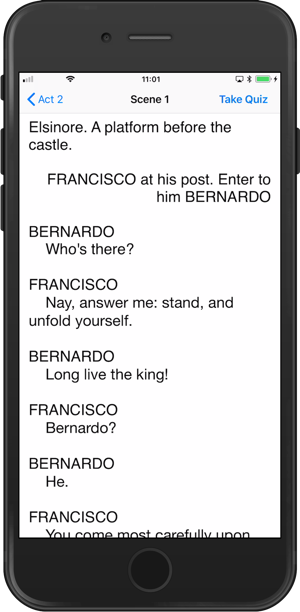 11:01
Act 2 Scene 1 Take Quiz
Elsinore. A platform before the
castle.
FRANCISCO at his post. Enter to
him BERNARDO
BERNARDO
Who's there?
FRANCISCO
Nay, answer me: stand, and
unfold yourself.
BERNARDO
Long live the king!
FRANCISCO
Bernardo?
BERNARDO
He.
FRANCISCO
You come most carefully upon